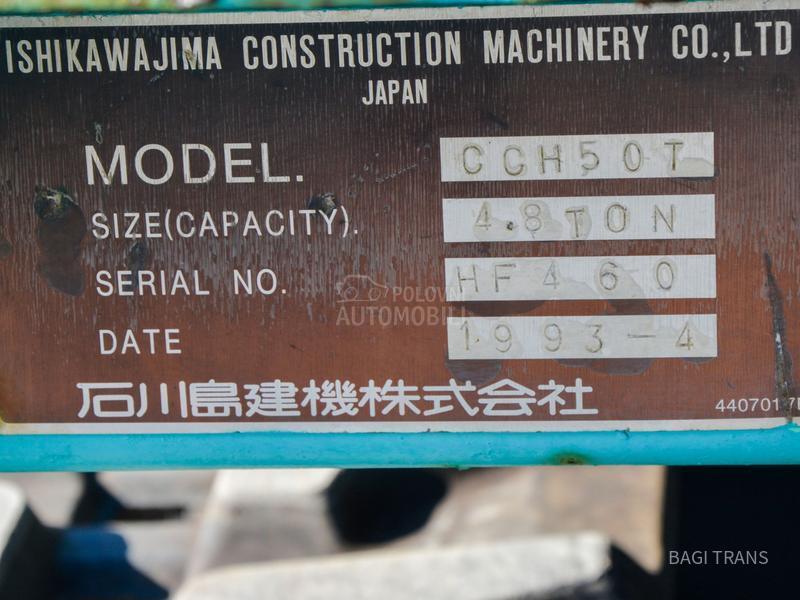 ISHIKAWAJIMA CONSTRUCTION MACHINERY CO.,LTD
JAPAN
MODEL. CCH50T
SIZE(CAPACITY). 4.8TON
SERIAL NO. HF460
POLOVNI
AUTOMOBILI
DATE 1993-4
石川島建機株式会社
BAGI TRANS